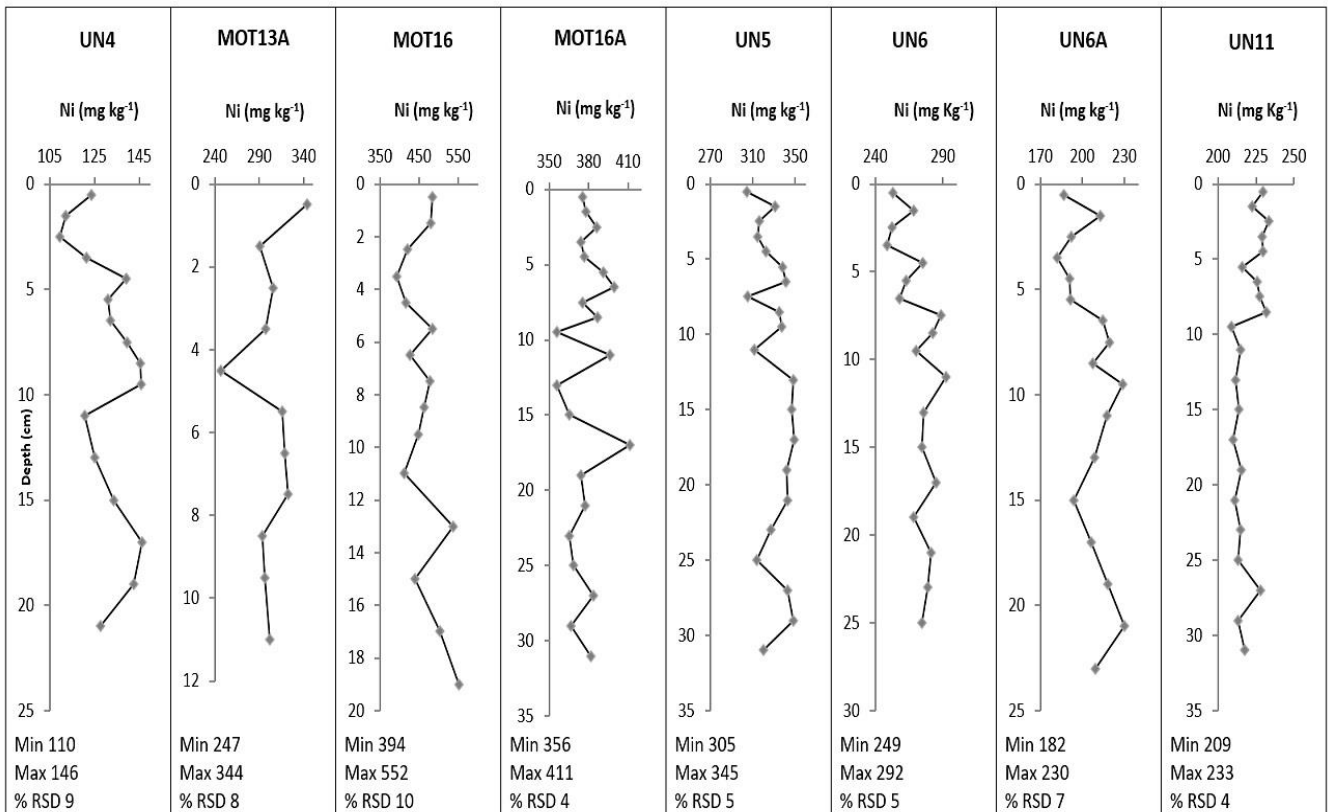 UN4
Ni (mg kg⁻¹)
105 125 145
0
5
10
15
20
25
Depth (cm)
Min 110
Max 146
% RSD 9
MOT13A
Ni (mg kg⁻¹)
240 290 340
0
2
4
6
8
10
12
Min 247
Max 344
% RSD 8
MOT16
Ni (mg kg⁻¹)
350 450 550
0
2
4
6
8
10
12
14
16
18
20
Min 394
Max 552
% RSD 10
MOT16A
Ni (mg kg⁻¹)
350 380 410
0
5
10
15
20
25
30
35
Min 356
Max 411
% RSD 4
UN5
Ni (mg kg⁻¹)
270 310 350
0
5
10
15
20
25
30
35
Min 305
Max 345
% RSD 5
UN6
Ni (mg Kg⁻¹)
240 290
0
5
10
15
20
25
30
Min 249
Max 292
% RSD 5
UN6A
Ni (mg kg⁻¹)
170 200 230
0
5
10
15
20
25
Min 182
Max 230
% RSD 7
UN11
Ni (mg Kg⁻¹)
200 225 250
0
5
10
15
20
25
30
35
Min 209
Max 233
% RSD 4